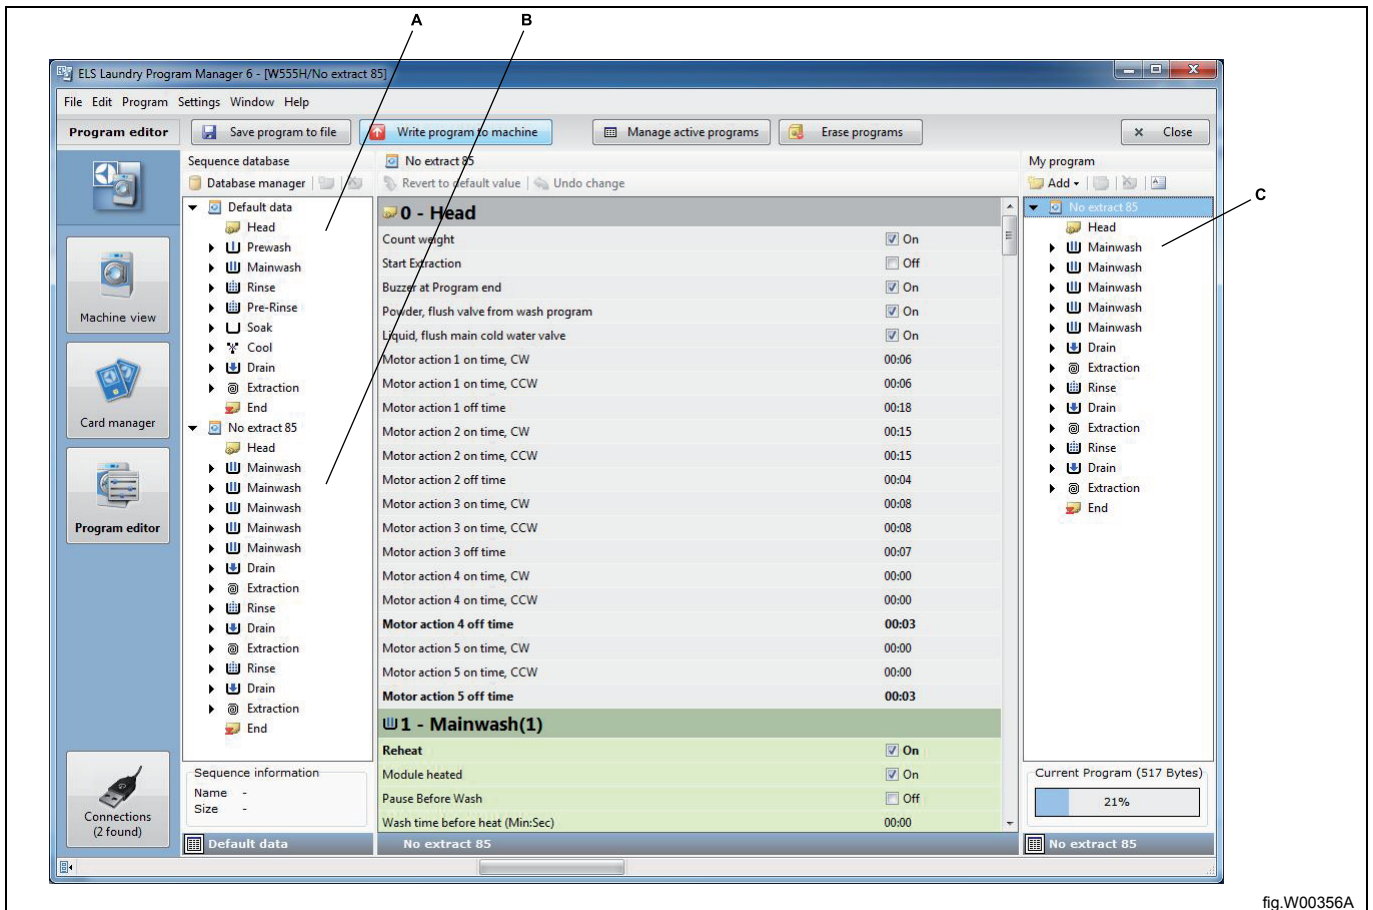 A
B
ELS Laundry Program Manager 6 - [W555H/No extract 85]
File Edit Program Settings Window Help
Program editor
Save program to file
Write program to machine
Manage active programs
Erase programs
Close
Machine view
Card manager
Program editor
Connections
(2 found)
Sequence database
Database manager
Default data
Head
Prewash
Mainwash
Rinse
Pre-Rinse
Soak
Cool
Drain
Extraction
End
No extract 85
Head
Mainwash
Mainwash
Mainwash
Mainwash
Mainwash
Drain
Extraction
Rinse
Drain
Extraction
Rinse
Drain
Extraction
End
Sequence information
Name -
Size -
Default data
No extract 85
Revert to default value
Undo change
0 - Head
Count weight On
Start Extraction Off
Buzzer at Program end On
Powder, flush valve from wash program On
Liquid, flush main cold water valve On
Motor action 1 on time, CW 00:06
Motor action 1 on time, CCW 00:06
Motor action 1 off time 00:18
Motor action 2 on time, CW 00:15
Motor action 2 on time, CCW 00:15
Motor action 2 off time 00:04
Motor action 3 on time, CW 00:08
Motor action 3 on time, CCW 00:08
Motor action 3 off time 00:07
Motor action 4 on time, CW 00:00
Motor action 4 on time, CCW 00:00
Motor action 4 off time 00:03
Motor action 5 on time, CW 00:00
Motor action 5 on time, CCW 00:00
Motor action 5 off time 00:03
1 - Mainwash(1)
Reheat On
Module heated On
Pause Before Wash Off
Wash time before heat (Min:Sec) 00:00
No extract 85
My program
Add
No extract 85
Head
Mainwash
Mainwash
Mainwash
Mainwash
Mainwash
Drain
Extraction
Rinse
Drain
Extraction
Rinse
Drain
Extraction
End
Current Program (517 Bytes)
21%
No extract 85
C
fig.W00356A